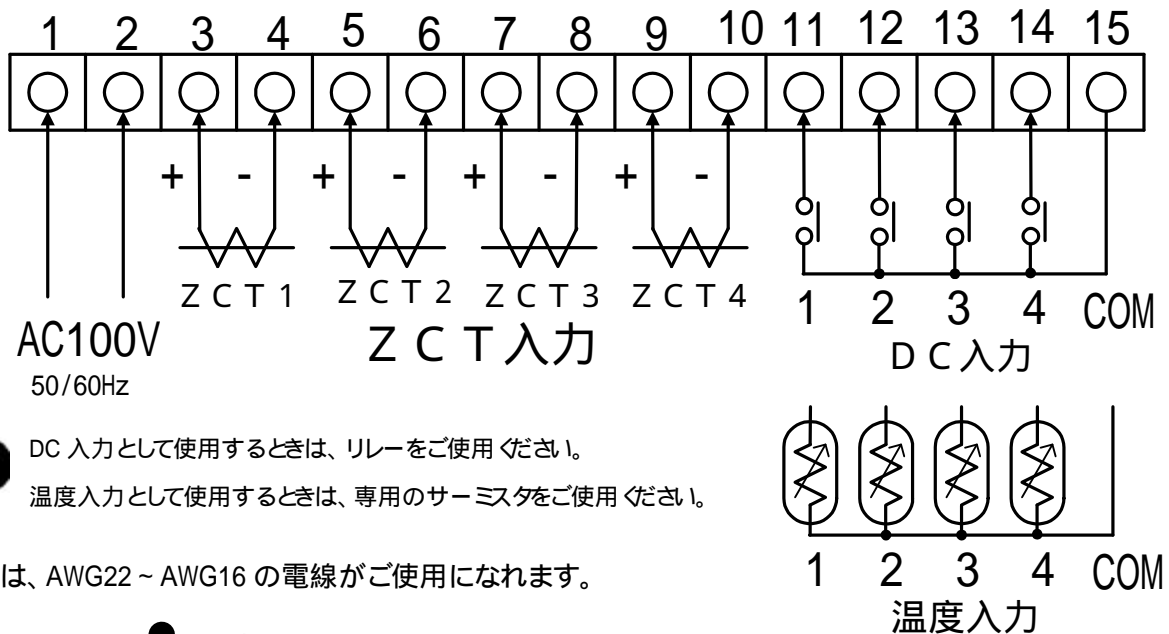 1 2 3 4 5 6 7 8 9 10 11 12 13 14 15
+ - + - + - + -
ＺＣＴ１ ＺＣＴ２ ＺＣＴ３ ＺＣＴ４
1 2 3 4 COM
AC100V
ＺＣＴ入力
ＤＣ入力
50/60Hz
DC 入力として使用するときは、リレーをご使用ください。
温度入力として使用するときは、専用のサーミスタをご使用ください。
は、AWG22 ~ AWG16 の電線がご使用になれます。
1 2 3 4 COM
温度入力